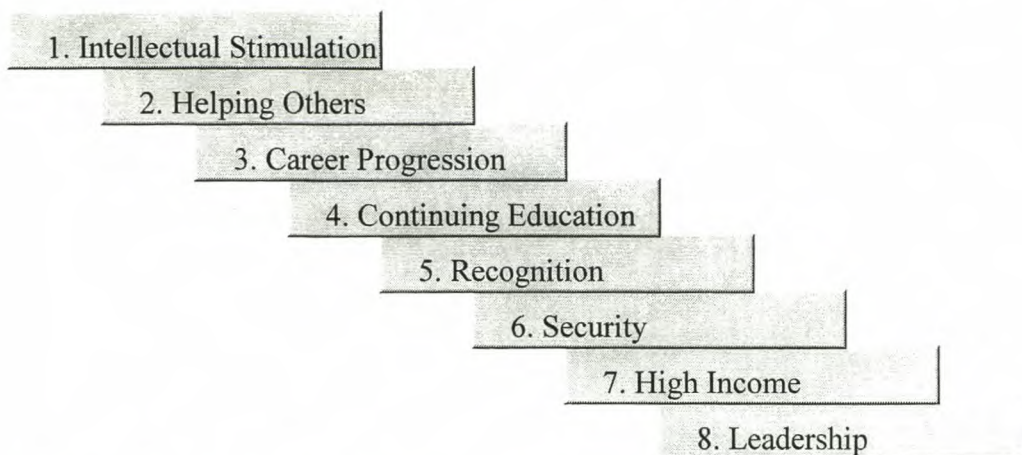 1. Intellectual Stimulation
2. Helping Others
3. Career Progression
4. Continuing Education
5. Recognition
6. Security
7. High Income
8. Leadership